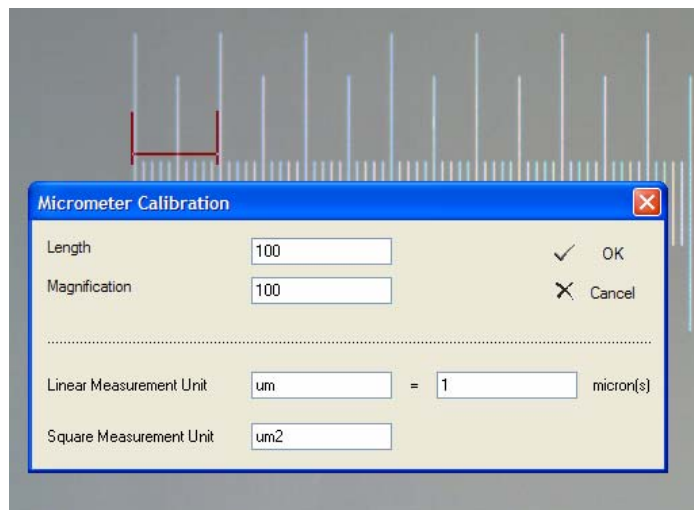 Micrometer Calibration
Length 100 OK
Magnification 100 Cancel
Linear Measurement Unit um = 1 micron(s)
Square Measurement Unit um2